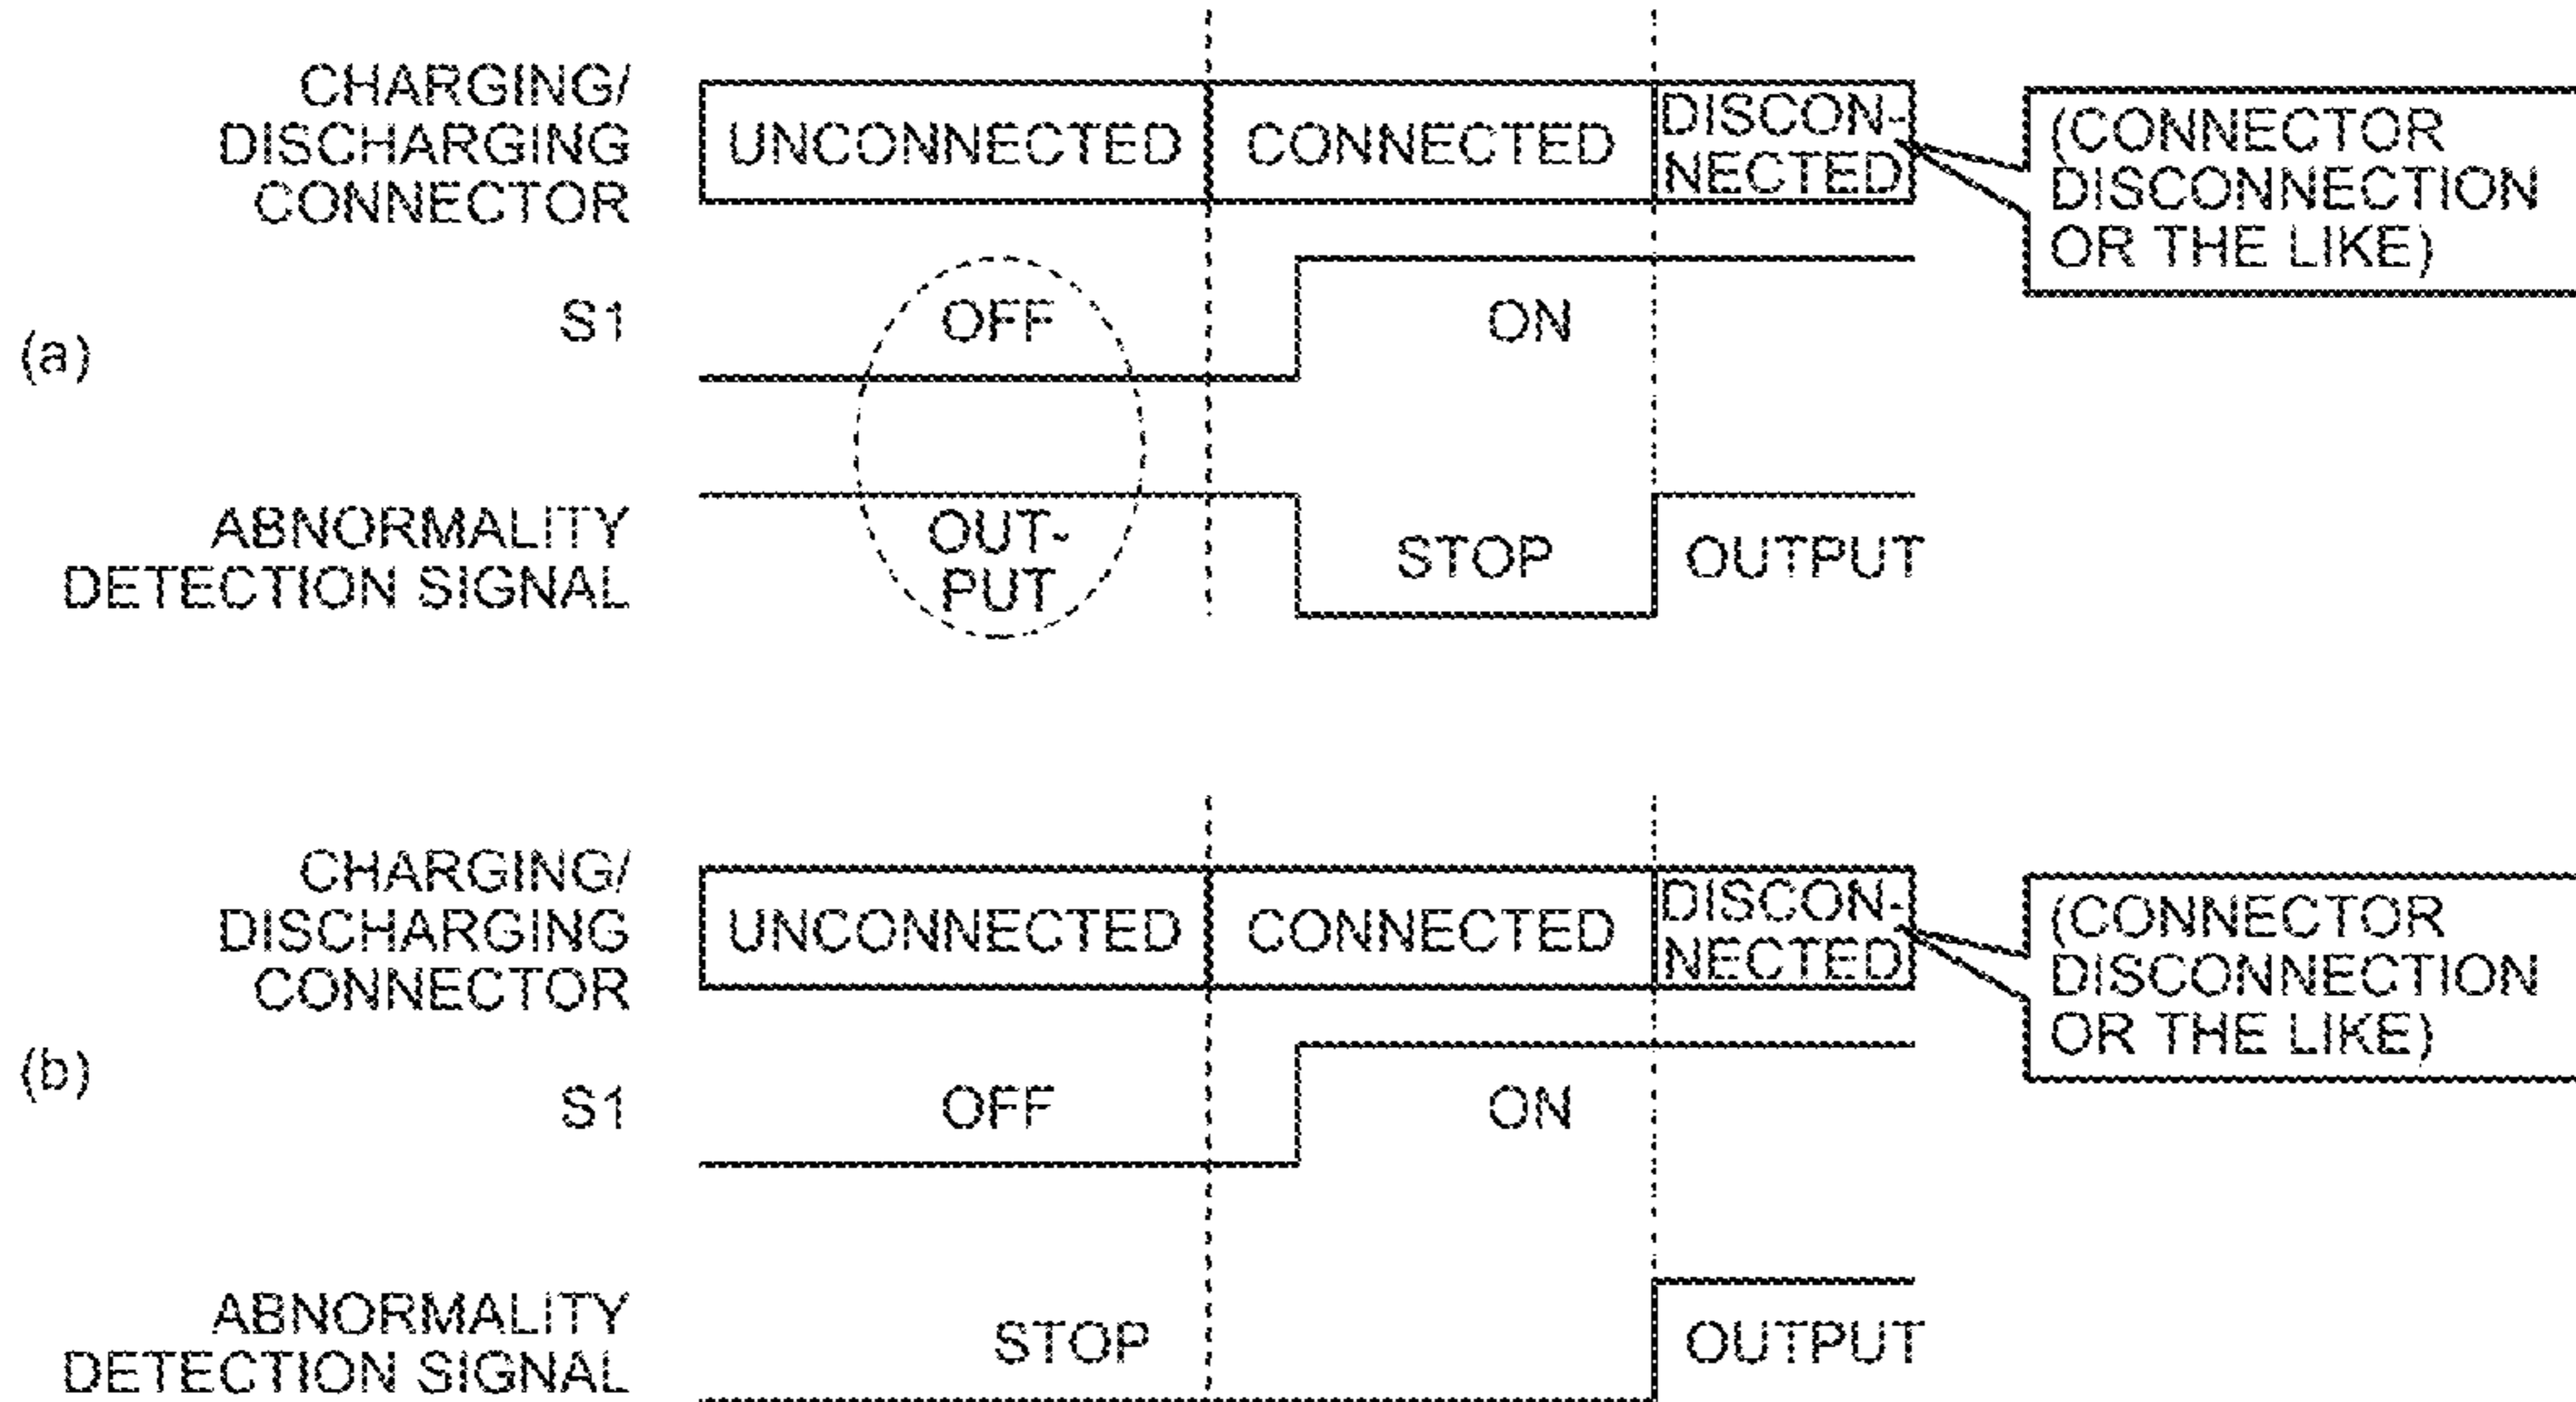 CHARGING/
DISCHARGING
CONNECTOR
UNCONNECTED
CONNECTED
DISCON-
NECTED
(CONNECTOR
DISCONNECTION
OR THE LIKE)
(a)
S1
OFF
ON
ABNORMALITY
DETECTION SIGNAL
OUT-
PUT
STOP
OUTPUT
CHARGING/
DISCHARGING
CONNECTOR
UNCONNECTED
CONNECTED
DISCON-
NECTED
(CONNECTOR
DISCONNECTION
OR THE LIKE)
(b)
S1
OFF
ON
ABNORMALITY
DETECTION SIGNAL
STOP
OUTPUT